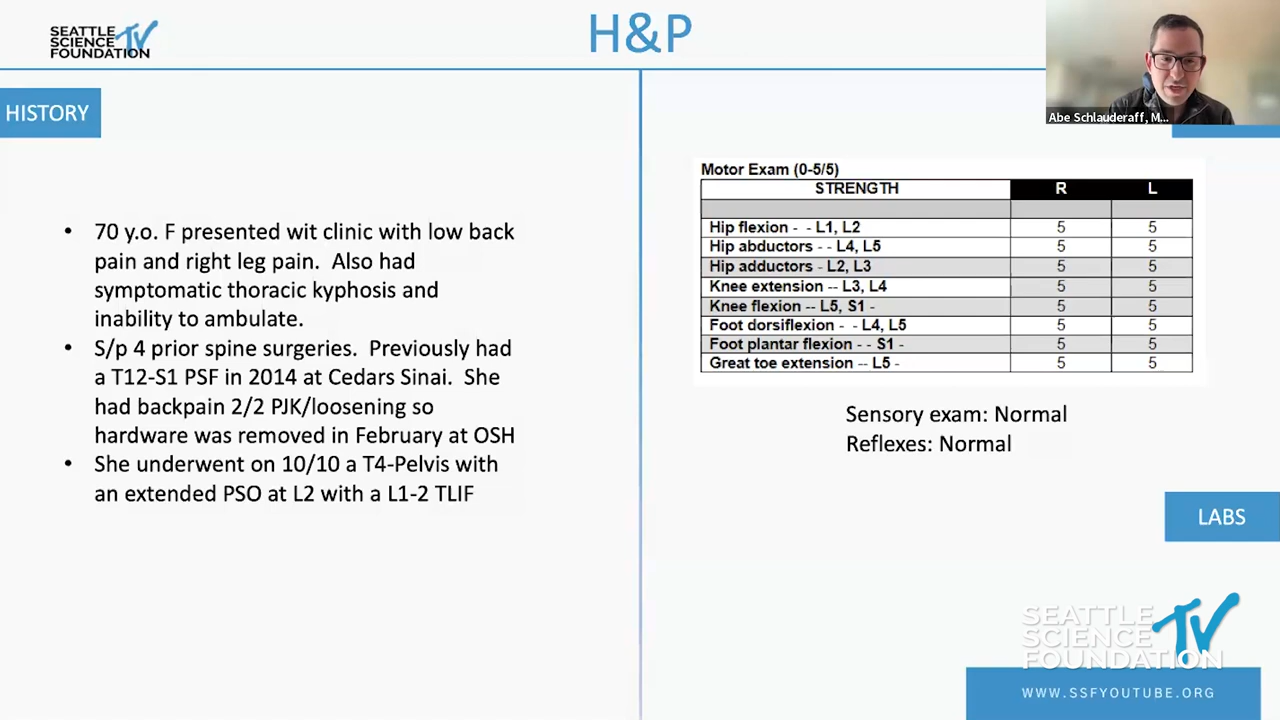 SEATTLE
SCIENCE
FOUNDATION
TV
H&P
Abe Schlauderaff, M...
HISTORY
70 y.o. F presented wit clinic with low back
pain and right leg pain.  Also had
symptomatic thoracic kyphosis and
inability to ambulate.
S/p 4 prior spine surgeries.  Previously had
a T12-S1 PSF in 2014 at Cedars Sinai.  She
had backpain 2/2 PJK/loosening so
hardware was removed in February at OSH
She underwent on 10/10 a T4-Pelvis with
an extended PSO at L2 with a L1-2 TLIF
Motor Exam (0-5/5)
STRENGTH R L
Hip flexion - - L1, L2 5 5
Hip abductors - - L4, L5 5 5
Hip adductors - L2, L3 5 5
Knee extension -- L3, L4 5 5
Knee flexion -- L5, S1 - 5 5
Foot dorsiflexion - - L4, L5 5 5
Foot plantar flexion - - S1 - 5 5
Great toe extension -- L5 - 5 5
Sensory exam: Normal
Reflexes: Normal
LABS
SEATTLE
SCIENCE
FOUNDATION
TV
WWW.SSFYOUTUBE.ORG